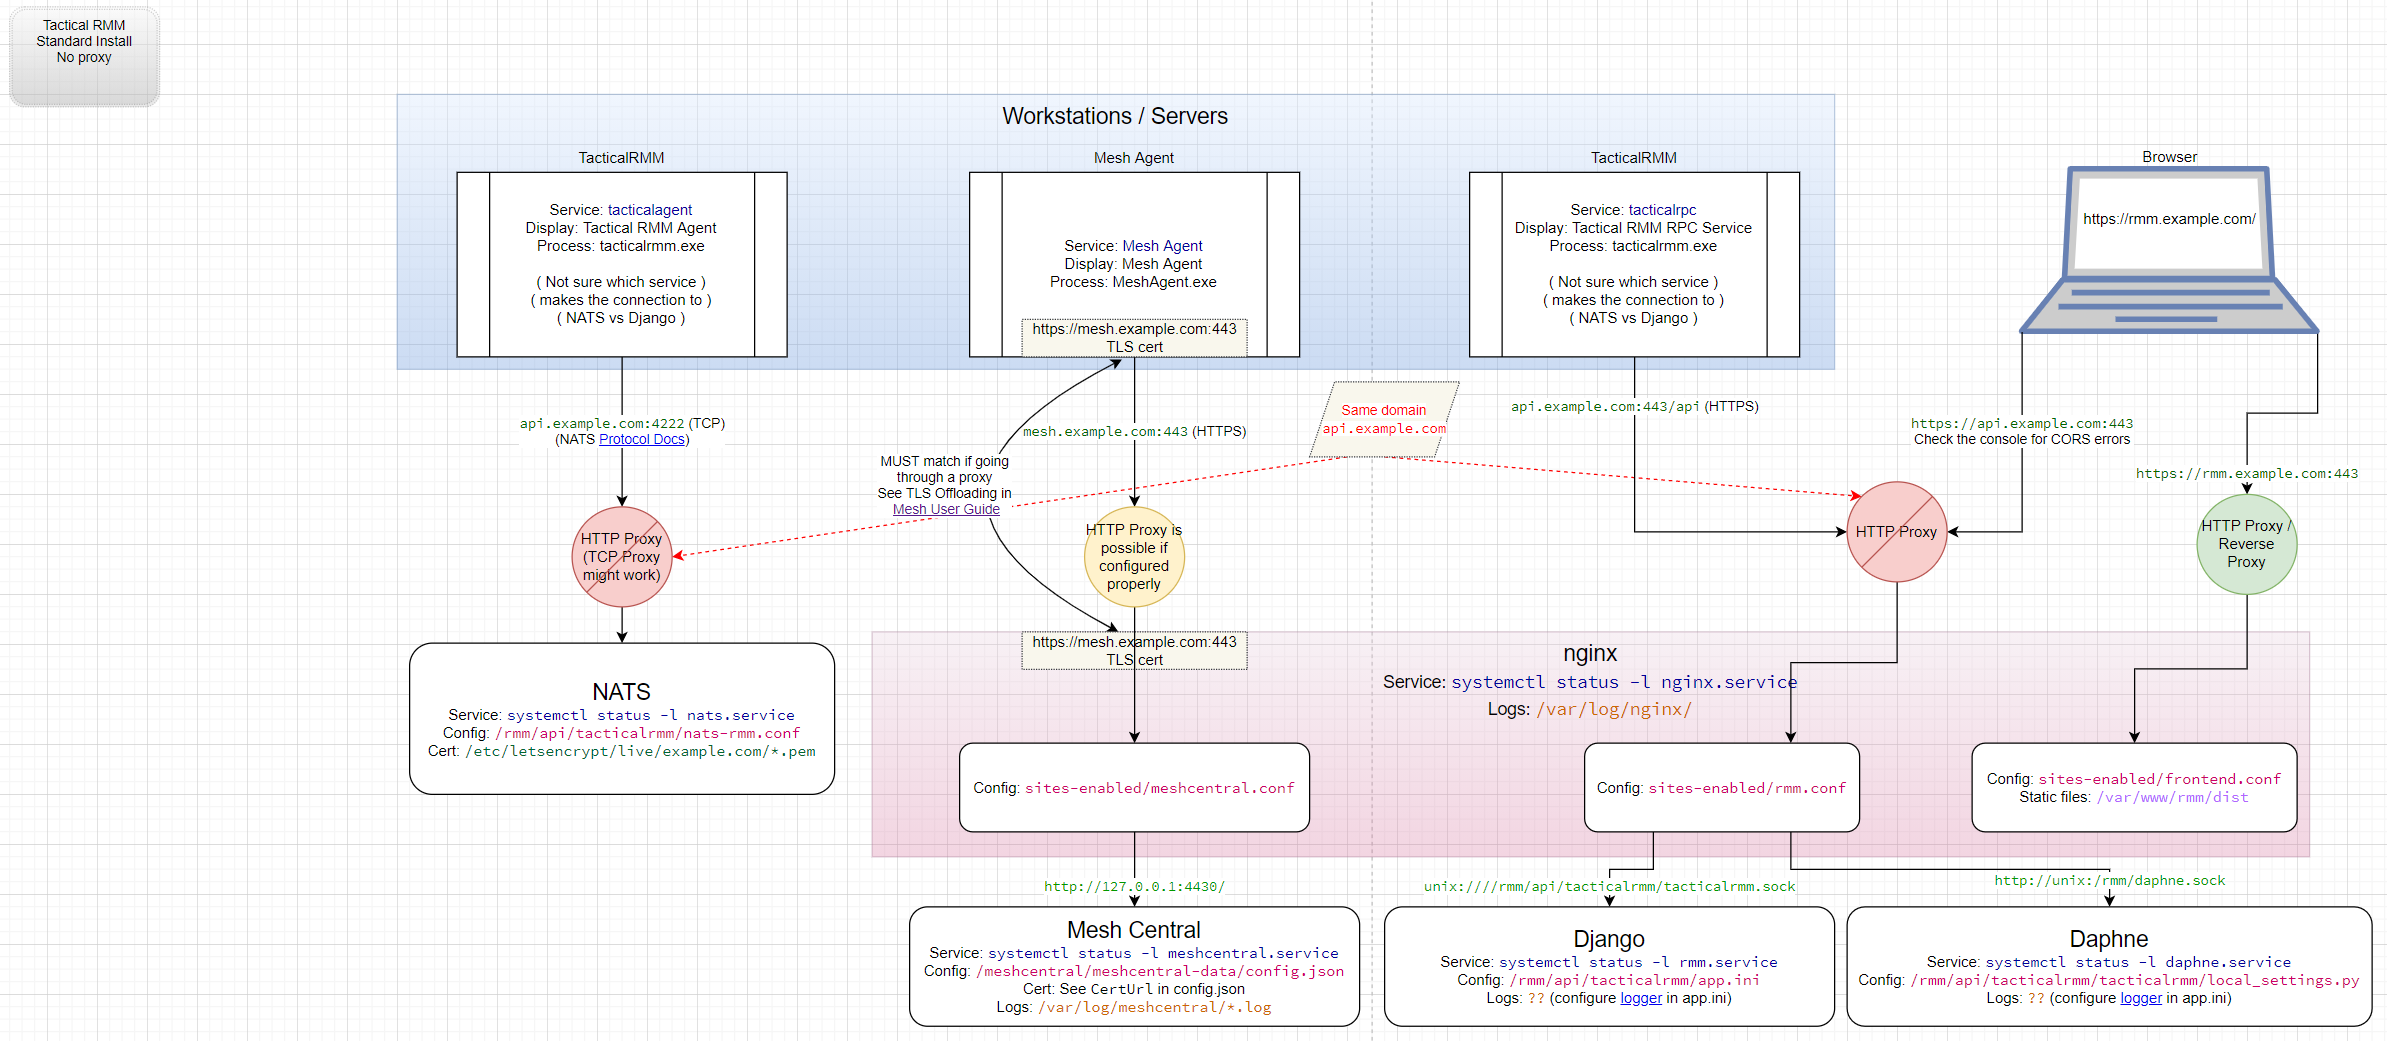 Tactical RMM
Standard Install
No proxy
Workstations / Servers
TacticalRMM
Service: tacticalagent
Display: Tactical RMM Agent
Process: tacticalrmm.exe
( Not sure which service )
( makes the connection to )
( NATS vs Django )
Mesh Agent
Service: Mesh Agent
Display: Mesh Agent
Process: MeshAgent.exe
https://mesh.example.com:443
TLS cert
TacticalRMM
Service: tacticalrpc
Display: Tactical RMM RPC Service
Process: tacticalrmm.exe
( Not sure which service )
( makes the connection to )
( NATS vs Django )
Browser
https://rmm.example.com/
api.example.com:4222 (TCP)
(NATS Protocol Docs)
mesh.example.com:443 (HTTPS)
MUST match if going
through a proxy
See TLS Offloading in
Mesh User Guide
Same domain
api.example.com
api.example.com:443/api (HTTPS)
https://api.example.com:443
Check the console for CORS errors
https://rmm.example.com:443
HTTP Proxy
(TCP Proxy
might work)
HTTP Proxy is
possible if
configured
properly
HTTP Proxy
HTTP Proxy /
Reverse
Proxy
NATS
Service: systemctl status -l nats.service
Config: /rmm/api/tacticalrmm/nats-rmm.conf
Cert: /etc/letsencrypt/live/example.com/*.pem
https://mesh.example.com:443
TLS cert
nginx
Service: systemctl status -l nginx.service
Logs: /var/log/nginx/
Config: sites-enabled/meshcentral.conf
Config: sites-enabled/rmm.conf
Config: sites-enabled/frontend.conf
Static files: /var/www/rmm/dist
http://127.0.0.1:4430/
unix:////rmm/api/tacticalrmm/tacticalrmm.sock
http://unix:/rmm/daphne.sock
Mesh Central
Service: systemctl status -l meshcentral.service
Config: /meshcentral/meshcentral-data/config.json
Cert: See CertUrl in config.json
Logs: /var/log/meshcentral/*.log
Django
Service: systemctl status -l rmm.service
Config: /rmm/api/tacticalrmm/app.ini
Logs: ?? (configure logger in app.ini)
Daphne
Service: systemctl status -l daphne.service
Config: /rmm/api/tacticalrmm/tacticalrmm/local_settings.py
Logs: ?? (configure logger in app.ini)